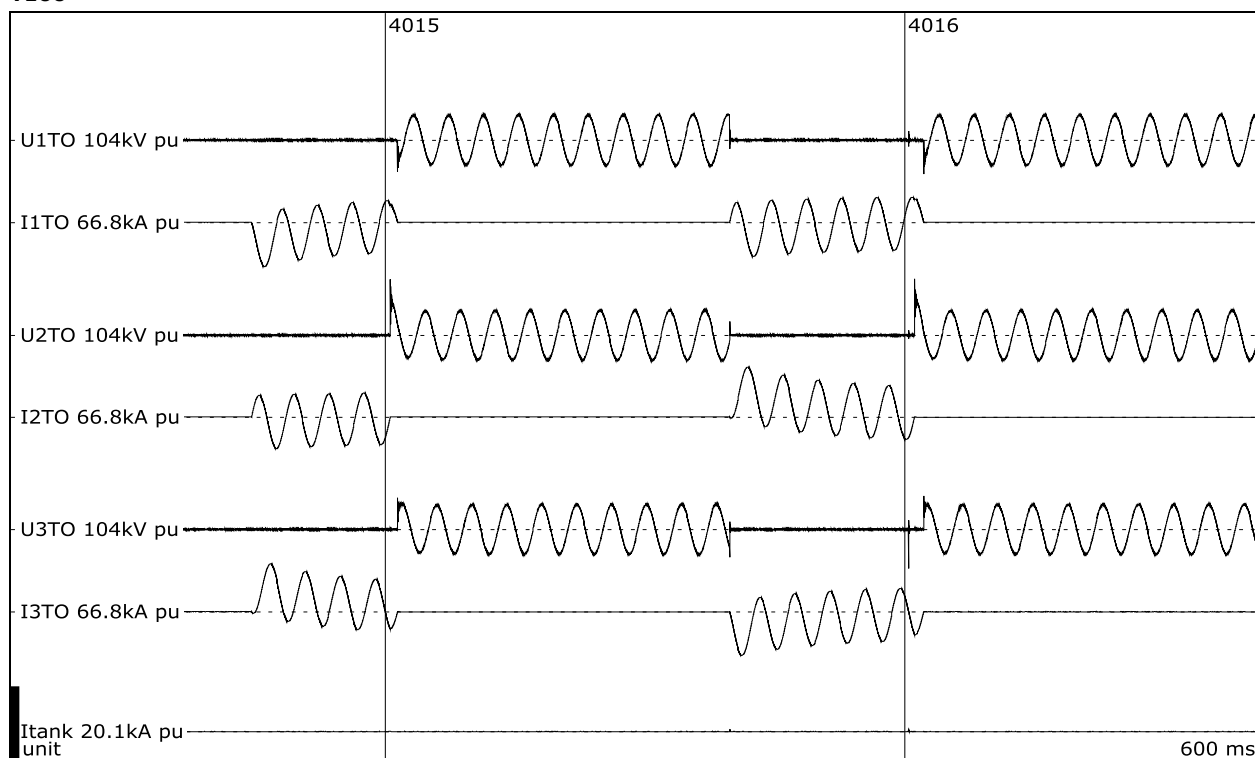 4015 4016
U1TO 104kV pu
I1TO 66.8kA pu
U2TO 104kV pu
I2TO 66.8kA pu
U3TO 104kV pu
I3TO 66.8kA pu
Itank 20.1kA pu
unit 600 ms